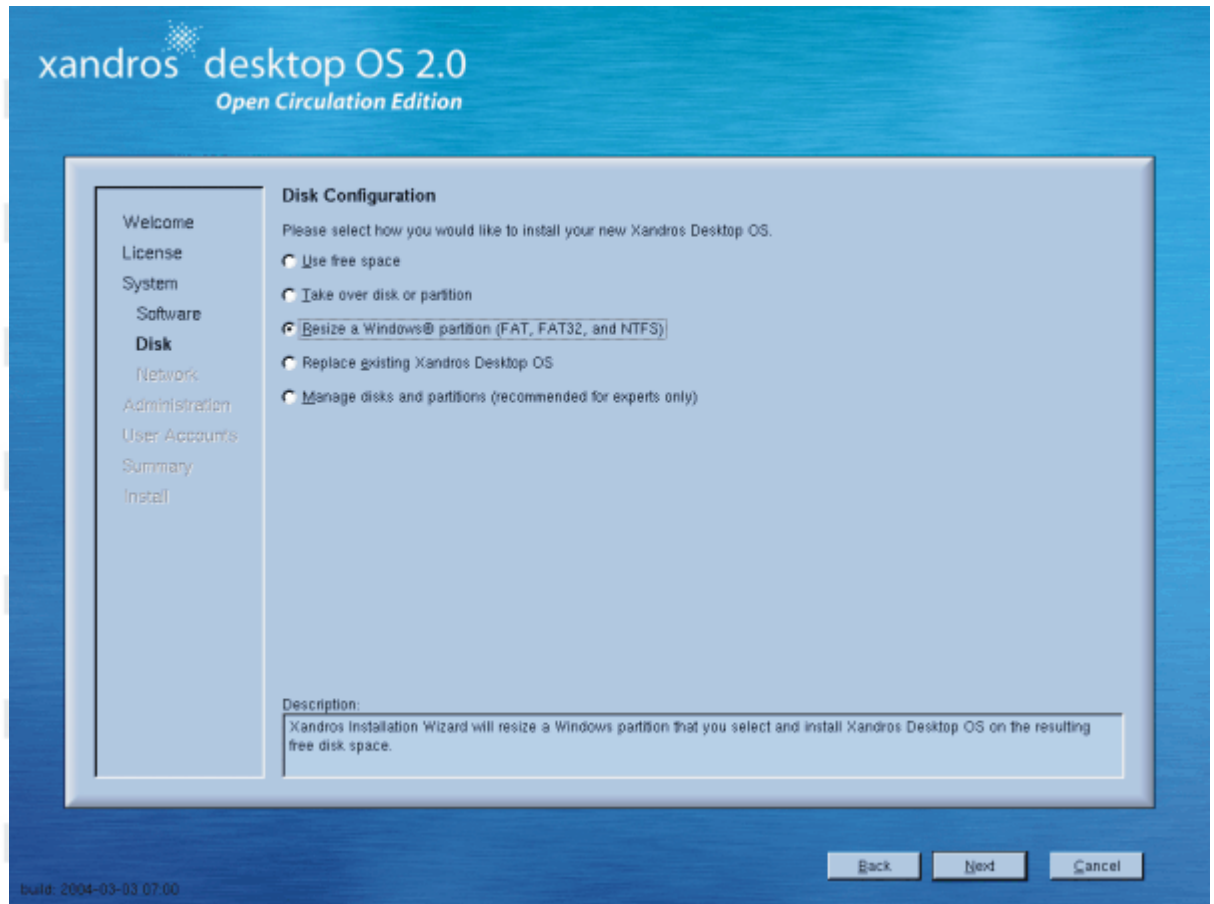 xandros desktop OS 2.0
Open Circulation Edition
Welcome
License
System
Software
Disk
Network
Administration
User Accounts
Summary
Install
Disk Configuration
Please select how you would like to install your new Xandros Desktop OS.
Use free space
Take over disk or partition
Resize a Windows® partition (FAT, FAT32, and NTFS)
Replace existing Xandros Desktop OS
Manage disks and partitions (recommended for experts only)
Description:
Xandros Installation Wizard will resize a Windows partition that you select and install Xandros Desktop OS on the resulting
free disk space.
Back
Next
Cancel
build: 2004-03-03 07:00